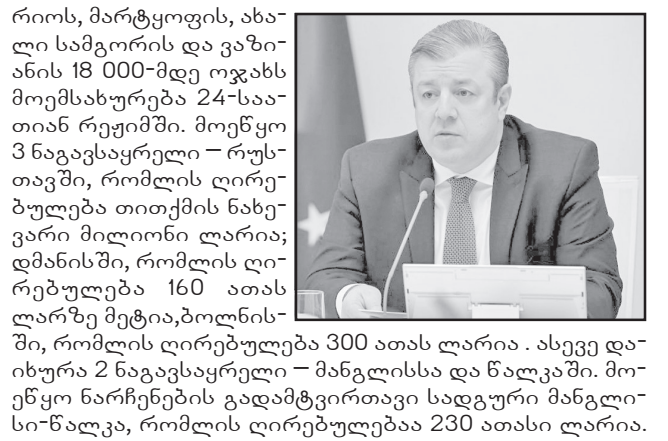 რიოს, მარტყოფის, ახა-
ლი სამგორის და ვაზი-
ანის 18 000-მდე ოჯახს
მოემსახურება 24-საა-
თიან რეჟიმში. მოეწყო
3 ნაგავსაყრელი – რუს-
თავში, რომლის ღირე-
ბულება თითქმის ნახე-
ვარი მილიონი ლარია;
დმანისში, რომლის ღი-
რებულება 160 ათას
ლარზე მეტია,ბოლნის-
ში, რომლის ღირებულება 300 ათას ლარია . ასევე და-
იხურა 2 ნაგავსაყრელი – მანგლისსა და წალკაში. მო-
ეწყო ნარჩენების გადამტვირთავი სადგური მანგლი-
სი-წალკა, რომლის ღირებულებაა 230 ათასი ლარია.